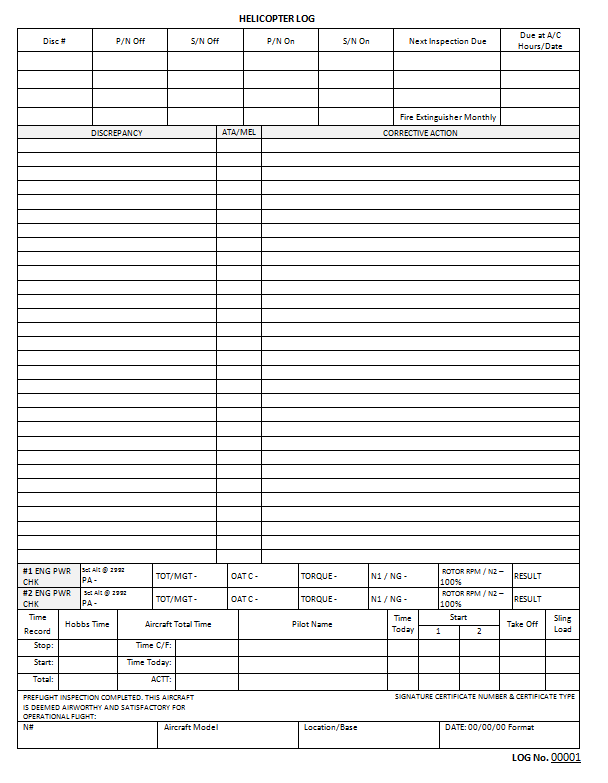 HELICOPTER LOG
Disc # P/N Off S/N Off P/N On S/N On Next Inspection Due Due at A/C
Hours/Date
Fire Extinguisher Monthly
DISCREPANCY ATA/MEL CORRECTIVE ACTION
#1 ENG PWR
CHK
Set Alt @ 2992
PA -
TOT/MGT - OAT C - TORQUE - N1 / NG - ROTOR RPM / N2 –
100%
RESULT
#2 ENG PWR
CHK
Set Alt @ 2992
PA -
TOT/MGT - OAT C - TORQUE - N1 / NG - ROTOR RPM / N2 –
100%
RESULT
Time
Record
Hobbs Time Aircraft Total Time Pilot Name Time
Today
Start
1 2
Take Off Sling
Load
Stop: Time C/F:
Start: Time Today:
Total: ACTT:
PREFLIGHT INSPECTION COMPLETED. THIS AIRCRAFT
IS DEEMED AIRWORTHY AND SATISFACTORY FOR
OPERATIONAL FLIGHT:
SIGNATURE CERTIFICATE NUMBER & CERTIFICATE TYPE
N# Aircraft Model Location/Base DATE: 00/00/00 Format
LOG No. 00001